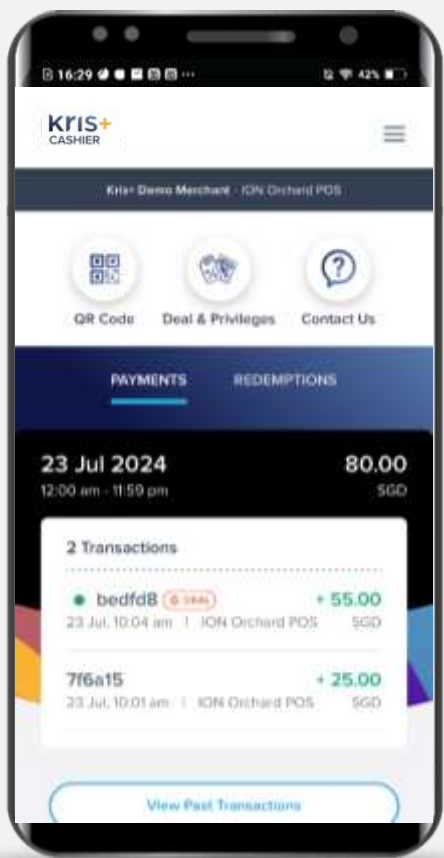 16:29 ... 42%
Kris+
CASHIER
Kris+ Demo Merchant - ION Orchard POS
QR Code Deal & Privileges Contact Us
PAYMENTS REDEMPTIONS
23 Jul 2024 80.00
12:00 am - 11:59 pm SGD
2 Transactions
bedfd8 DEAL + 55.00
23 Jul, 10:04 am | ION Orchard POS SGD
7f6a15 + 25.00
23 Jul, 10:01 am | ION Orchard POS SGD
View Past Transactions